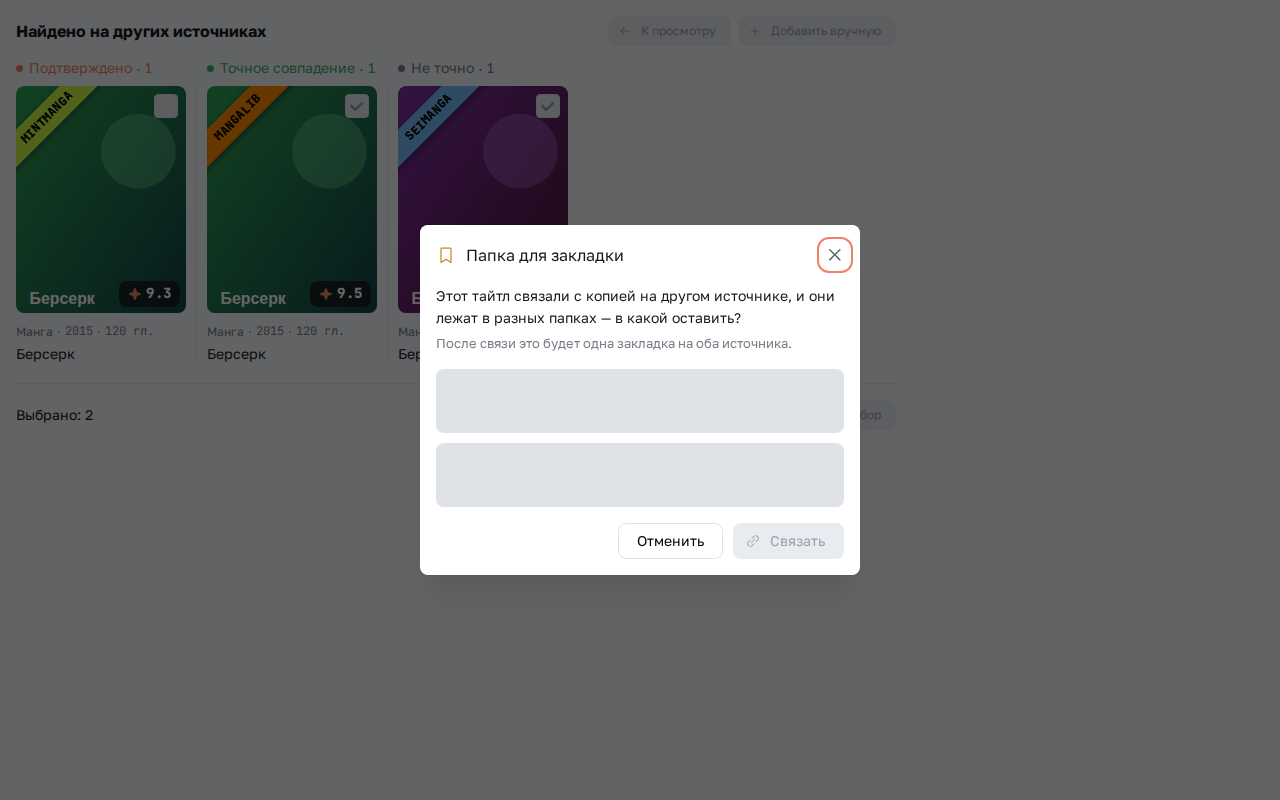 Найдено на других источниках
К просмотру
Добавить вручную
Подтверждено · 1
Точное совпадение · 1
Не точно · 1
MINTMANGA
MANGALIB
SEIMANGA
Берсерк
9.3
Берсерк
9.5
Манга · 2015 · 120 гл.
Манга · 2015 · 120 гл.
Берсерк
Берсерк
Выбрано: 2
Папка для закладки
Этот тайтл связали с копией на другом источнике, и они
лежат в разных папках — в какой оставить?
После связи это будет одна закладка на оба источника.
Отменить
Связать